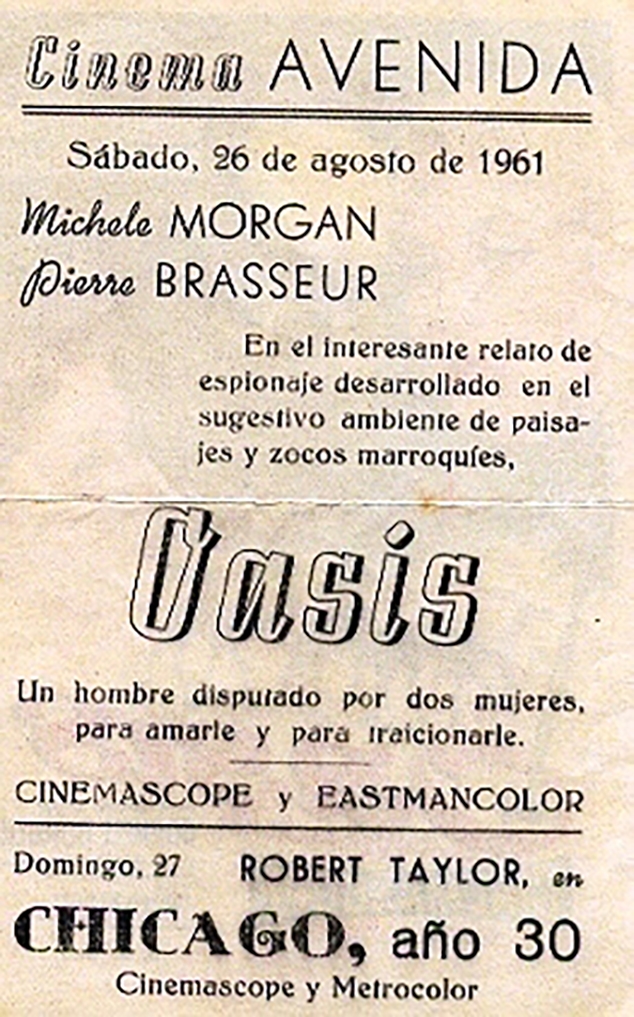 Cinema AVENIDA
Sábado, 26 de agosto de 1961
Michele MORGAN
Pierre BRASSEUR
En el interesante relato de
espionaje desarrollado en el
sugestivo ambiente de paisa-
jes y zocos marroquíes,
Oasis
Un hombre disputado por dos mujeres,
para amarle y para traicionarle.
CINEMASCOPE y EASTMANCOLOR
Domingo, 27 ROBERT TAYLOR, en
CHICAGO, año 30
Cinemascope y Metrocolor